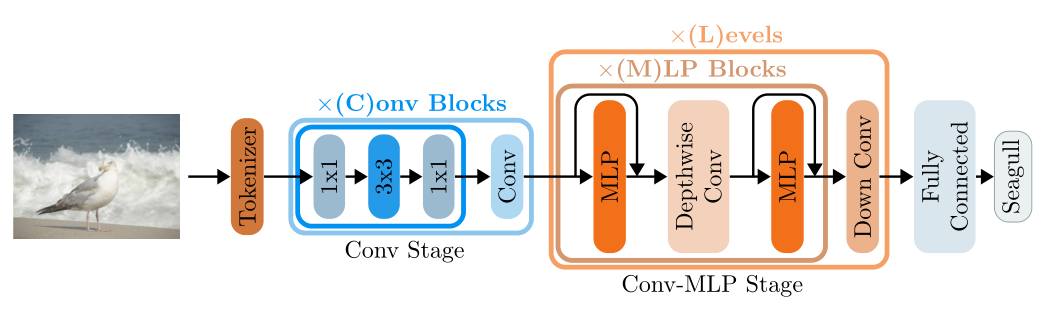 ×(L)evels
×(M)LP Blocks
×(C)onv Blocks
Tokenizer
1x1
3x3
1x1
Conv
MLP
Depthwise
Conv
MLP
Down Conv
Fully
Connected
Seagull
Conv Stage
Conv-MLP Stage